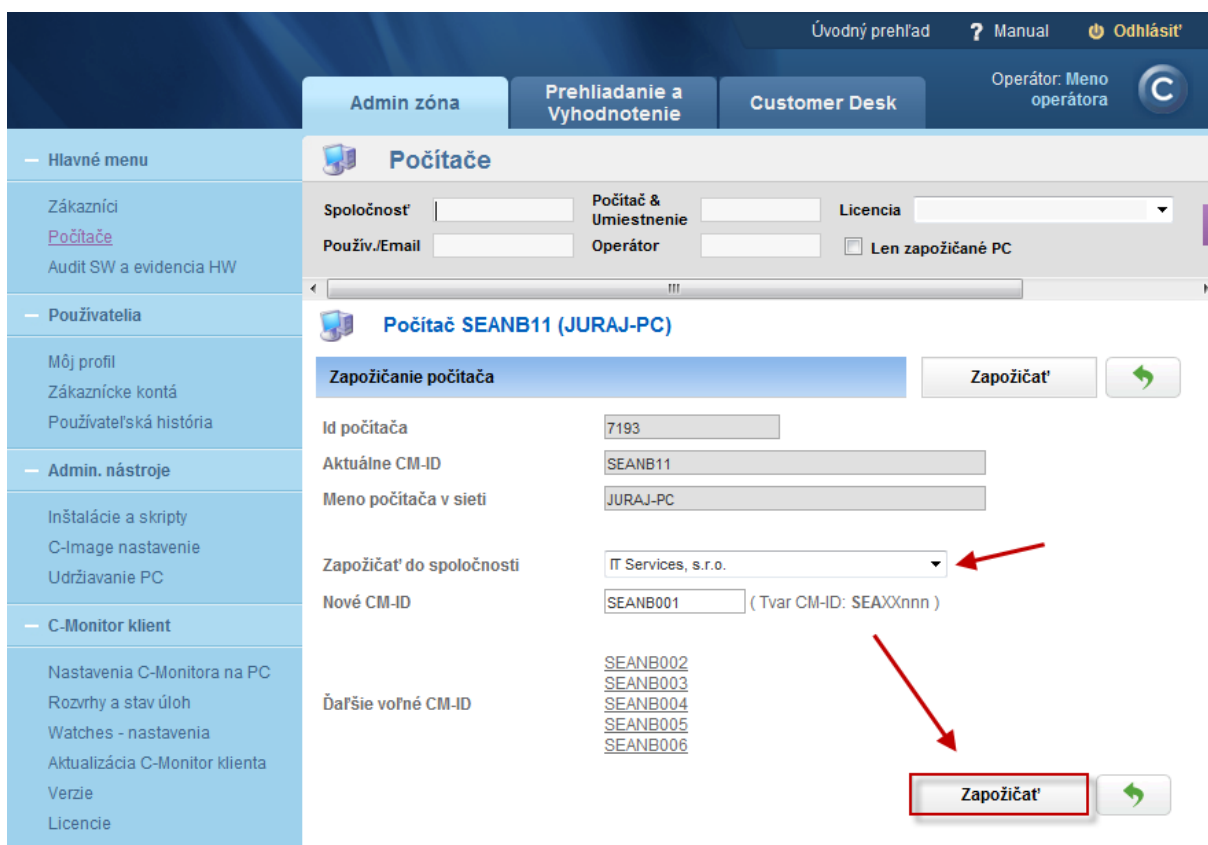 Úvodný prehľad
? Manual
Odhlásiť
Admin zóna
Prehliadanie a
Vyhodnotenie
Customer Desk
Operátor: Meno
operátora
C
Hlavné menu
Zákazníci
Počítače
Audit SW a evidencia HW
Používatelia
Môj profil
Zákaznícke kontá
Používateľská história
Admin. nástroje
Inštalácie a skripty
C-Image nastavenie
Udržiavanie PC
C-Monitor klient
Nastavenia C-Monitora na PC
Rozvrhy a stav úloh
Watches - nastavenia
Aktualizácia C-Monitor klienta
Verzie
Licencie
Počítače
Spoločnosť
Počítač &
Umiestnenie
Licencia
Použív./Email
Operátor
Len zapožičané PC
Počítač SEANB11 (JURAJ-PC)
Zapožičanie počítača
Zapožičať
Id počítača
7193
Aktuálne CM-ID
SEANB11
Meno počítača v sieti
JURAJ-PC
Zapožičať do spoločnosti
IT Services, s.r.o.
Nové CM-ID
SEANB001
( Tvar CM-ID: SEAXXnnn )
Ďaľšie voľné CM-ID
SEANB002
SEANB003
SEANB004
SEANB005
SEANB006
Zapožičať